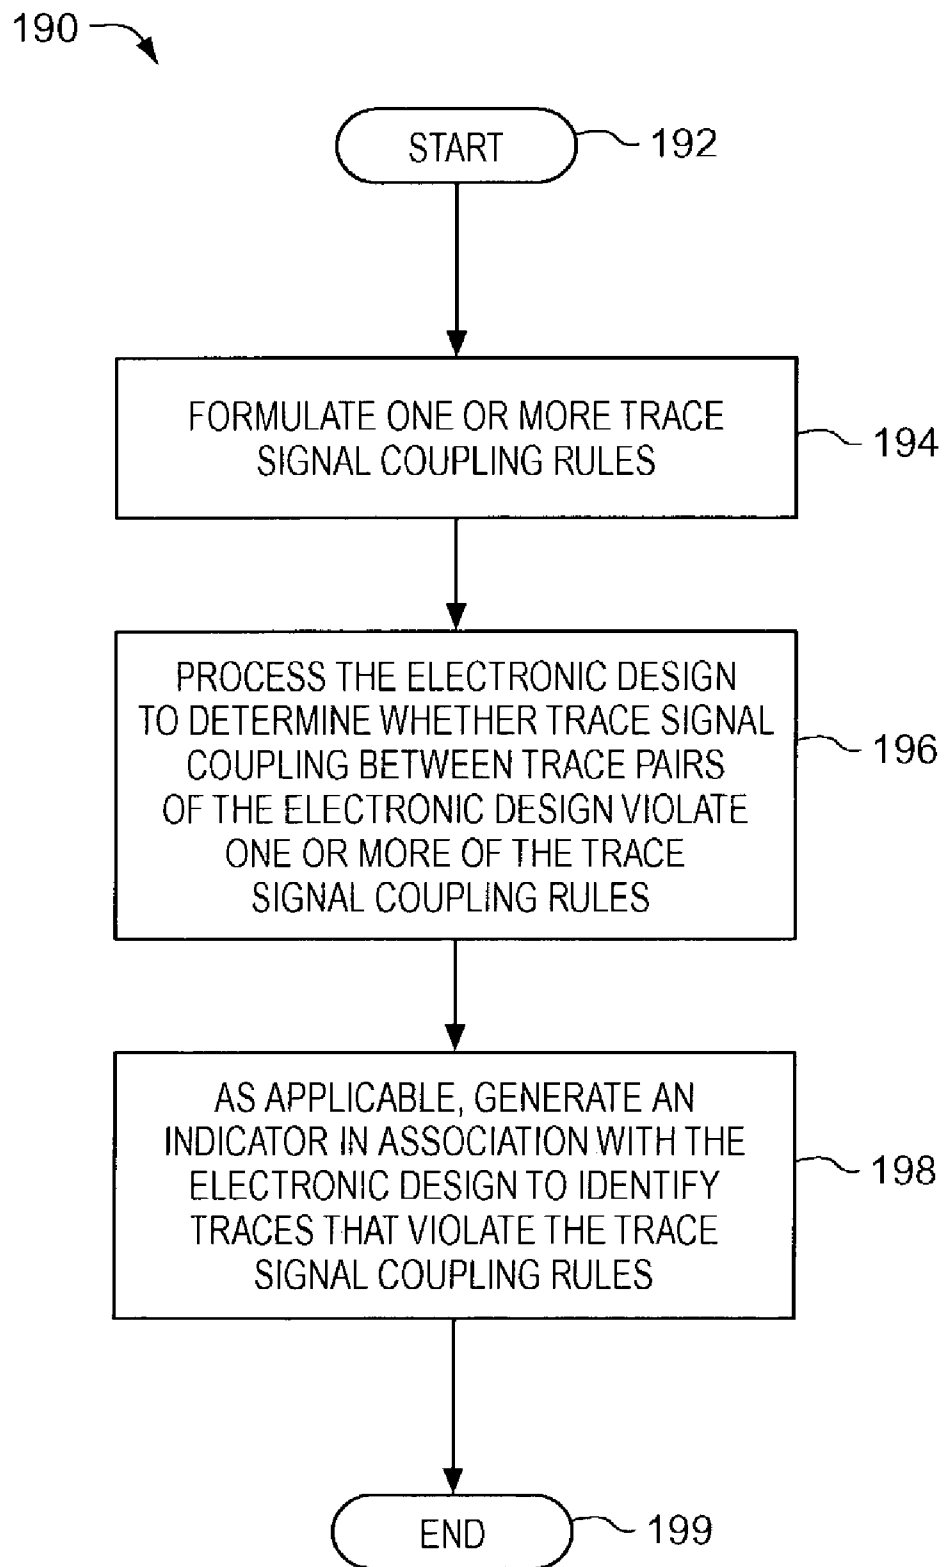 190
START
192
FORMULATE ONE OR MORE TRACE
SIGNAL COUPLING RULES
194
PROCESS THE ELECTRONIC DESIGN
TO DETERMINE WHETHER TRACE SIGNAL
COUPLING BETWEEN TRACE PAIRS
OF THE ELECTRONIC DESIGN VIOLATE
ONE OR MORE OF THE TRACE
SIGNAL COUPLING RULES
196
AS APPLICABLE, GENERATE AN
INDICATOR IN ASSOCIATION WITH THE
ELECTRONIC DESIGN TO IDENTIFY
TRACES THAT VIOLATE THE TRACE
SIGNAL COUPLING RULES
198
END
199